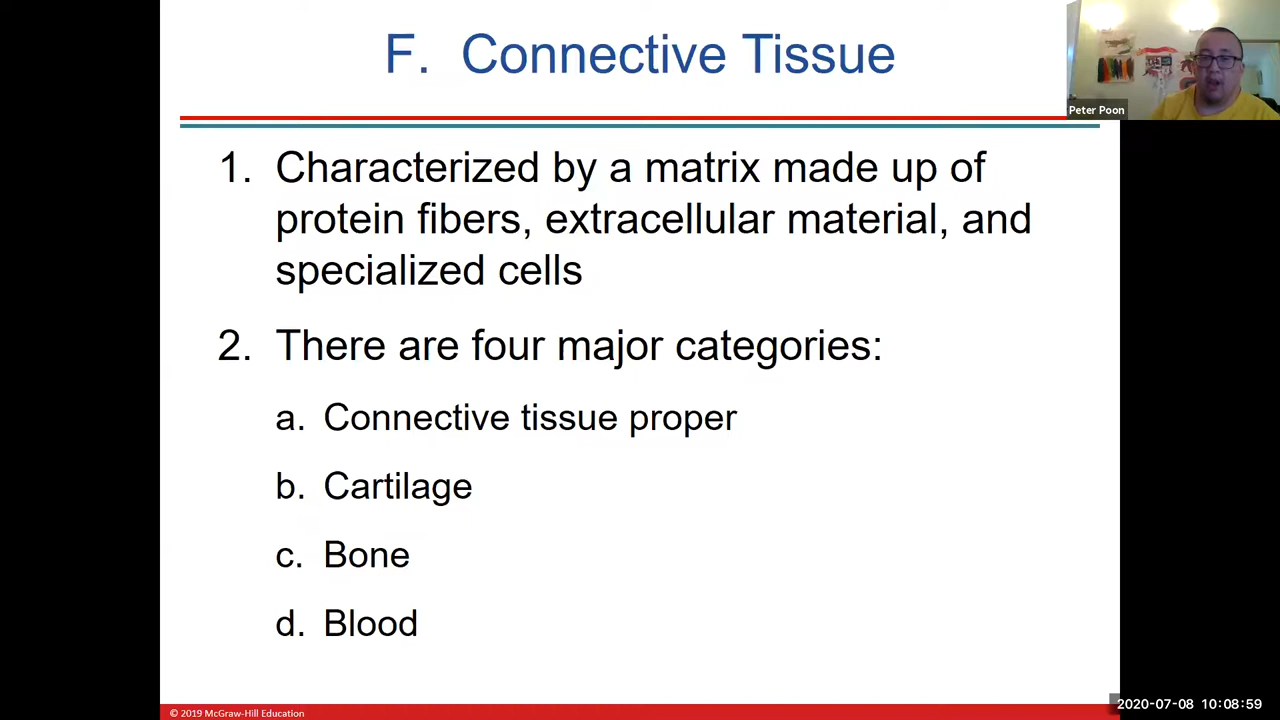 F. Connective Tissue
Peter Poon
1. Characterized by a matrix made up of
protein fibers, extracellular material, and
specialized cells
2. There are four major categories:
a. Connective tissue proper
b. Cartilage
c. Bone
d. Blood
© 2019 McGraw-Hill Education
2020-07-08 10:08:59